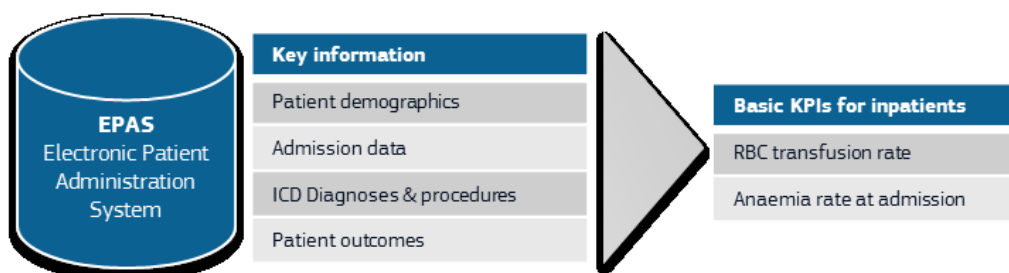 EPAS
Electronic Patient
Administration
System
Key information
Patient demographics
Admission data
ICD Diagnoses & procedures
Patient outcomes
Basic KPIs for inpatients
RBC transfusion rate
Anaemia rate at admission